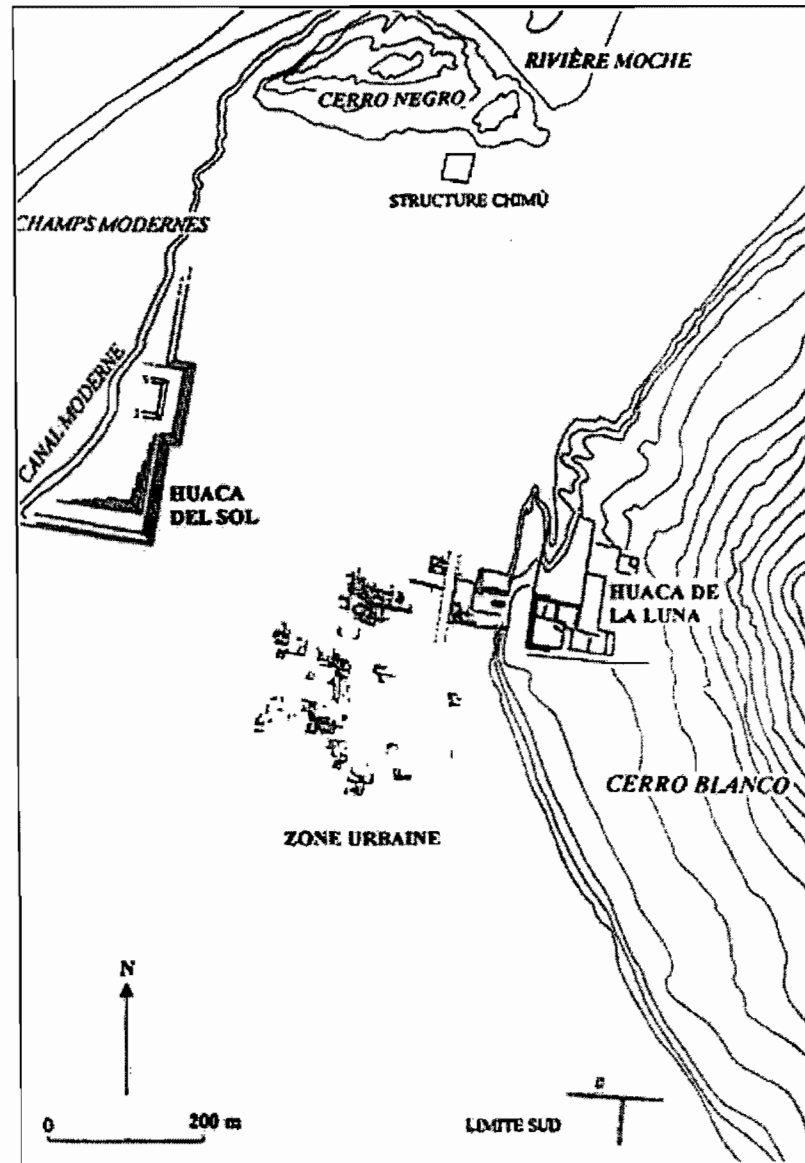 RIVIÈRE MOCHE
CERRO NEGRO
STRUCTURE CHIMÙ
CHAMPS MODERNES
CANAL MODERNE
HUACA
DEL SOL
HUACA DE
LA LUNA
CERRO BLANCO
ZONE URBAINE
N
0 200 m
LIMITE SUD